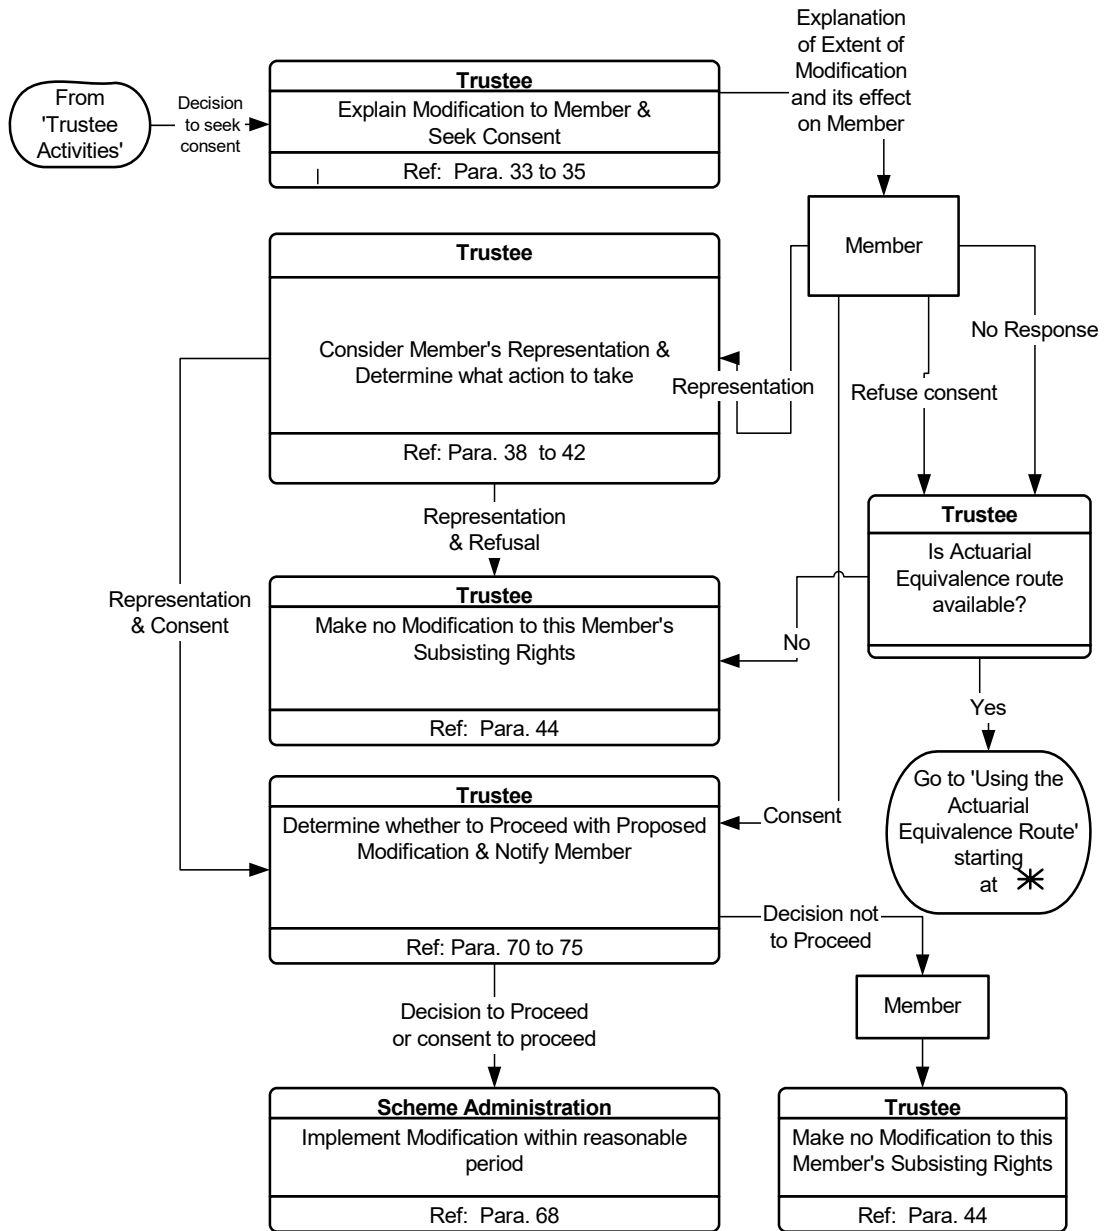 Explanation
of Extent of
Modification
and its effect
on Member
From
'Trustee
Activities'
Decision
to seek
consent
Trustee
Explain Modification to Member &
Seek Consent
Ref: Para. 33 to 35
Member
Trustee
Consider Member's Representation &
Determine what action to take
Ref: Para. 38 to 42
Representation
Refuse consent
No Response
Representation
& Refusal
Representation
& Consent
Trustee
Is Actuarial
Equivalence route
available?
No
Yes
Trustee
Make no Modification to this Member's
Subsisting Rights
Ref: Para. 44
Go to 'Using the
Actuarial
Equivalence Route'
starting
at
Consent
Trustee
Determine whether to Proceed with Proposed
Modification & Notify Member
Ref: Para. 70 to 75
Decision not
to Proceed
Member
Decision to Proceed
or consent to proceed
Scheme Administration
Implement Modification within reasonable
period
Ref: Para. 68
Trustee
Make no Modification to this
Member's Subsisting Rights
Ref: Para. 44